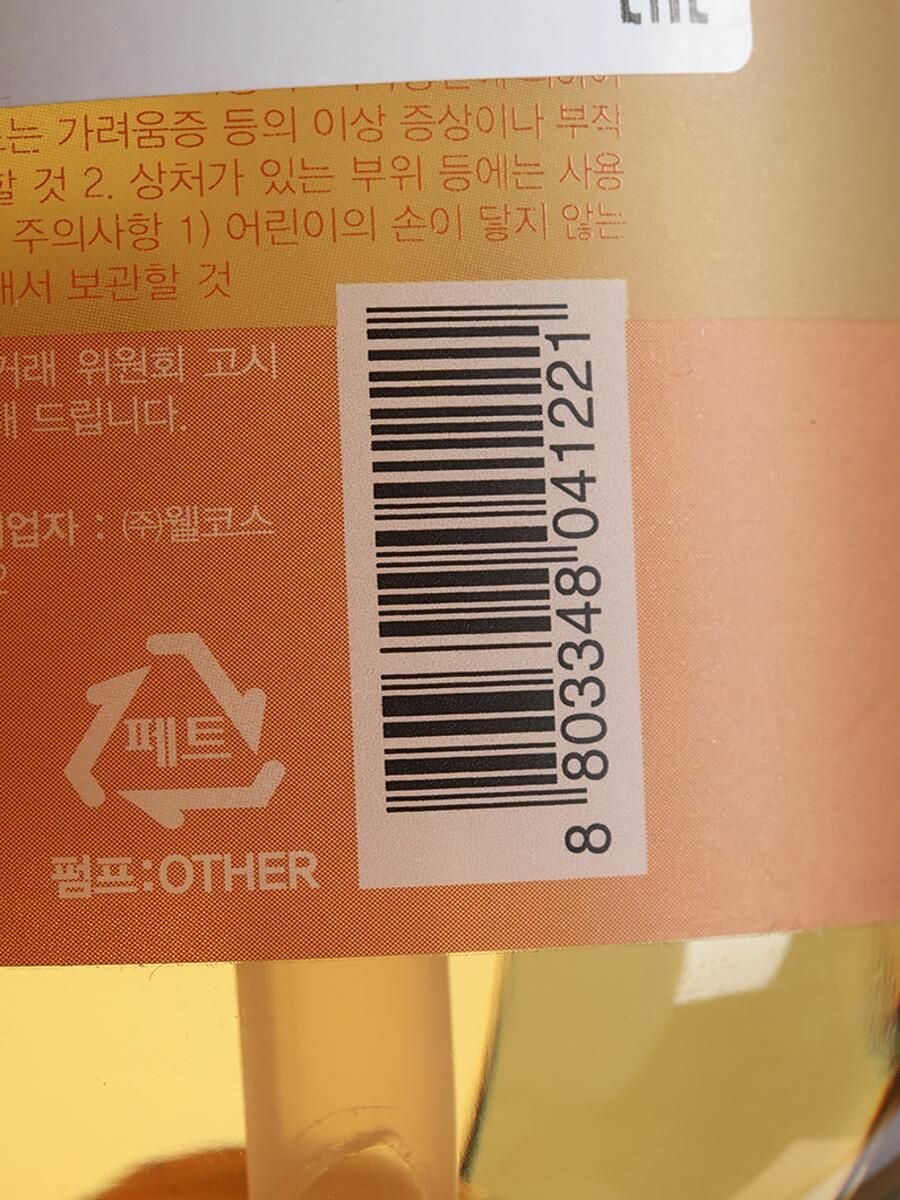 EAC
는 가려움증 등의 이상 증상이나 부작
할 것 2. 상처가 있는 부위 등에는 사용
주의사항 1) 어린이의 손이 닿지 않는
해서 보관할 것
거래 위원회 고시
드립니다.
업자 : ㈜웰코스
페트
펌프:OTHER
8 803348 041221